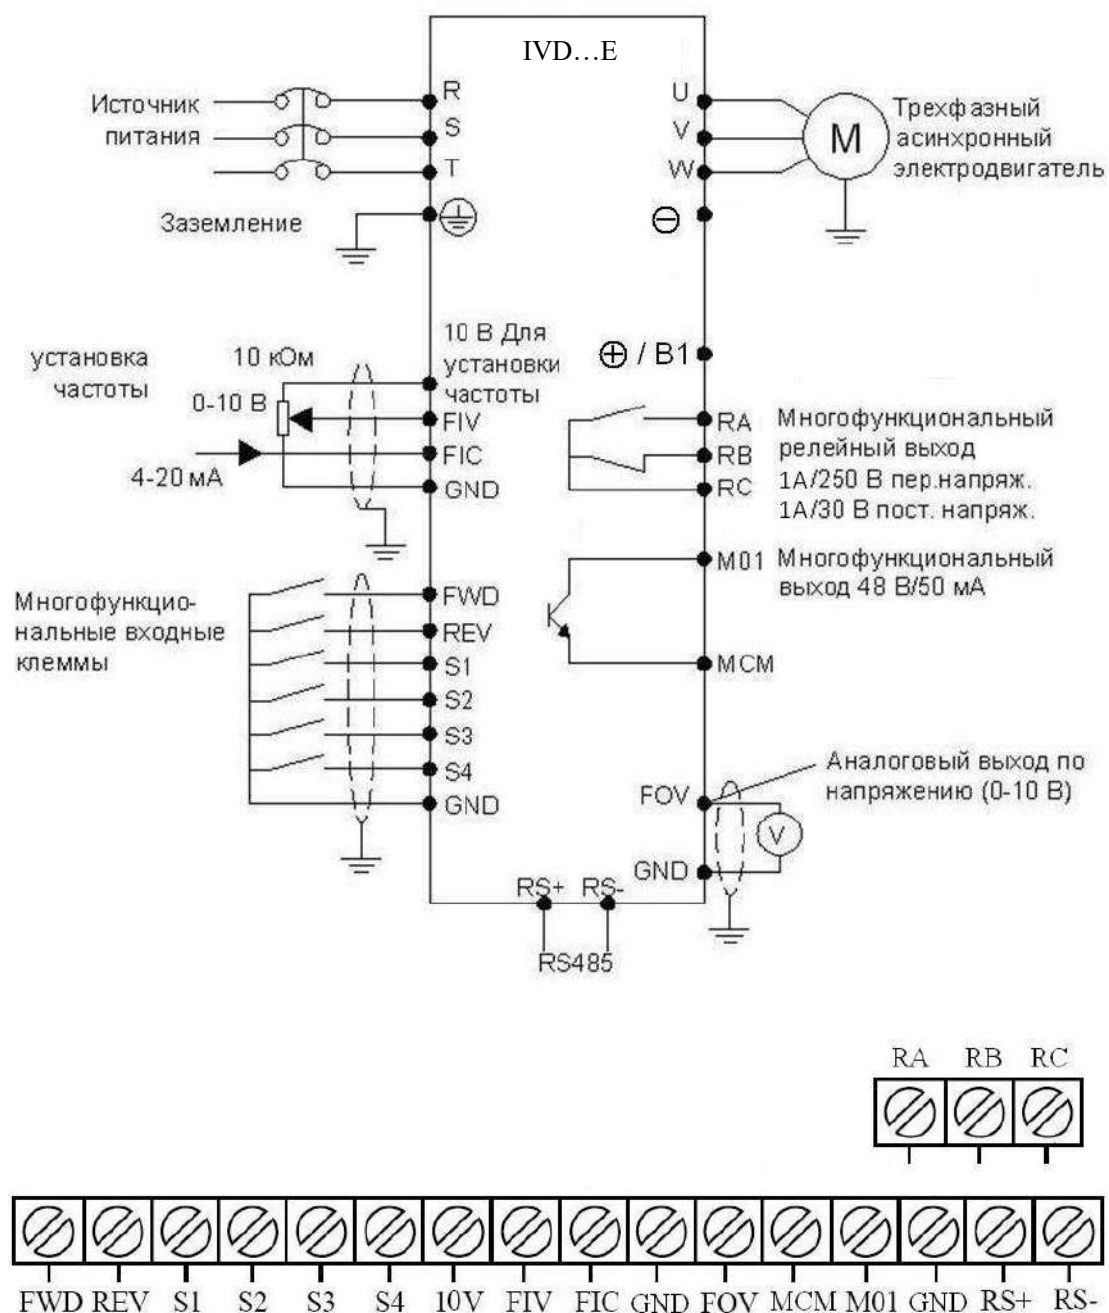 IVD...E
Источник
питания
R
S
T
Заземление
U
V
W
M
Трехфазный
асинхронный
электродвигатель
установка
частоты
10 кОм
0-10 В
4-20 мА
10 В Для
установки
частоты
FIV
FIC
GND
⊕ / B1
RA
RB
RC
Многофункциональный
релейный выход
1А/250 В пер.напряж.
1А/30 В пост. напряж.
M01
Многофункциональный
выход 48 В/50 мА
MCM
Многофункцио-
нальные входные
клеммы
FWD
REV
S1
S2
S3
S4
GND
FOV
GND
V
Аналоговый выход по
напряжению (0-10 В)
RS+ RS-
RS485
RA RB RC
FWD REV S1 S2 S3 S4 10V FIV FIC GND FOV MCM M01 GND RS+ RS-